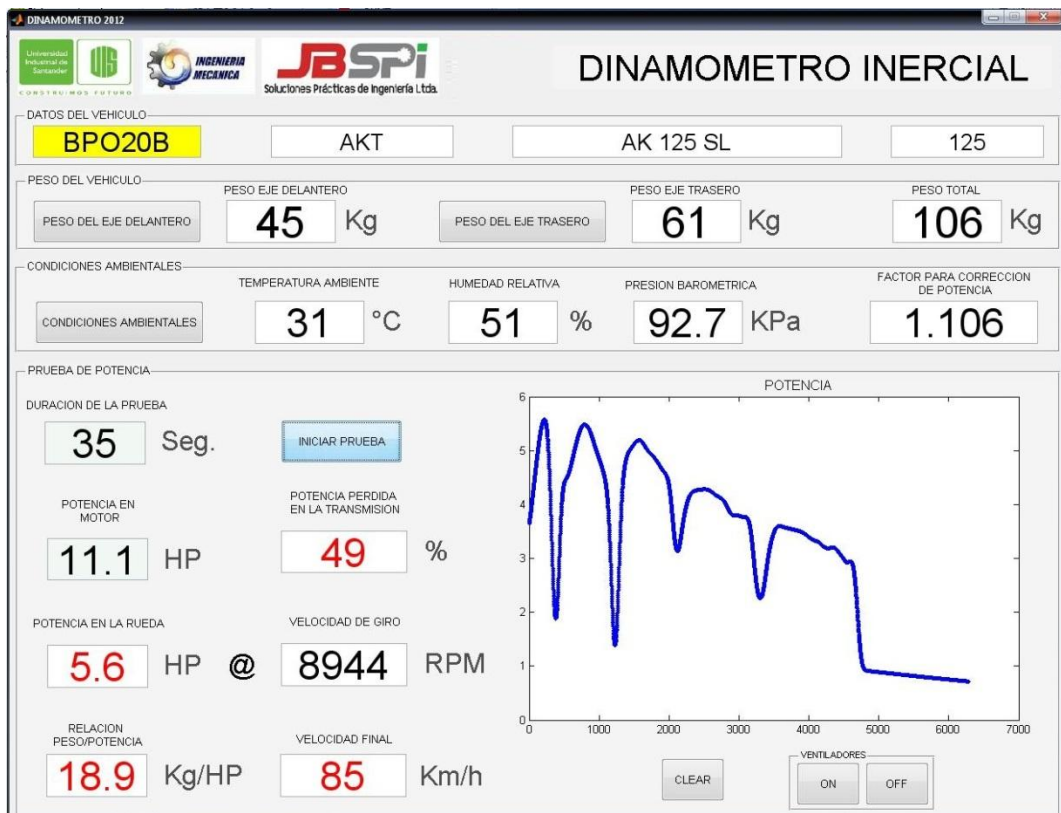 DINAMOMETRO 2012
Universidad
Industrial de
Santander
UIS
CONSTRUIMOS FUTURO
INGENIERIA
MECANICA
JBSPi
Soluciones Prácticas de Ingeniería Ltda.
DINAMOMETRO INERCIAL
DATOS DEL VEHICULO
BPO20B AKT AK 125 SL 125
PESO DEL VEHICULO
PESO EJE DELANTERO PESO EJE TRASERO PESO TOTAL
PESO DEL EJE DELANTERO 45 Kg PESO DEL EJE TRASERO 61 Kg 106 Kg
CONDICIONES AMBIENTALES
TEMPERATURA AMBIENTE HUMEDAD RELATIVA PRESION BAROMETRICA FACTOR PARA CORRECCION
DE POTENCIA
CONDICIONES AMBIENTALES 31 °C 51 % 92.7 KPa 1.106
PRUEBA DE POTENCIA
DURACION DE LA PRUEBA
35 Seg. INICIAR PRUEBA
POTENCIA EN
MOTOR
11.1 HP
POTENCIA PERDIDA
EN LA TRANSMISION
49 %
POTENCIA EN LA RUEDA VELOCIDAD DE GIRO
5.6 HP @ 8944 RPM
RELACION
PESO/POTENCIA
18.9 Kg/HP
VELOCIDAD FINAL
85 Km/h
POTENCIA
6
5
4
3
2
1
0
0 1000 2000 3000 4000 5000 6000 7000
CLEAR
VENTILADORES
ON OFF